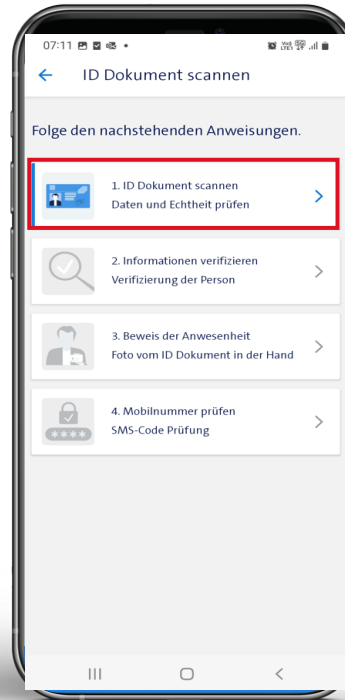 07:11
ID Dokument scannen
Folge den nachstehenden Anweisungen.
1. ID Dokument scannen
Daten und Echtheit prüfen
2. Informationen verifizieren
Verifizierung der Person
3. Beweis der Anwesenheit
Foto vom ID Dokument in der Hand
4. Mobilnummer prüfen
SMS-Code Prüfung